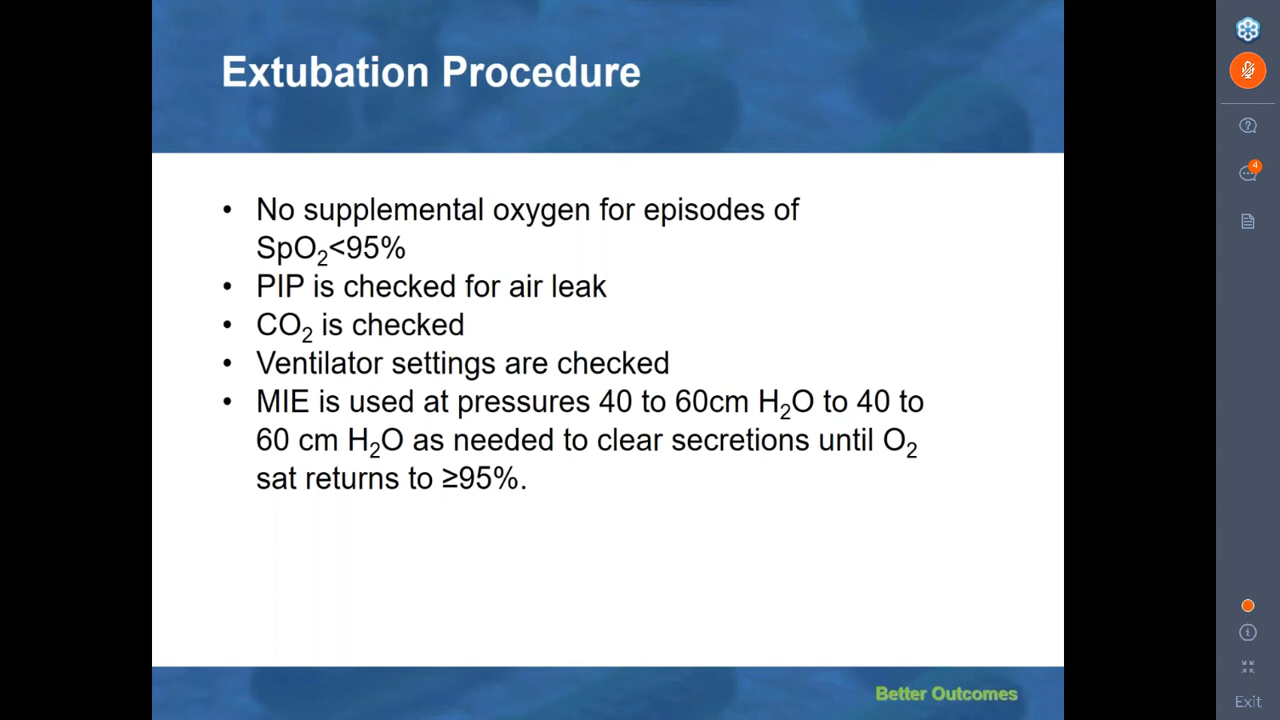 Extubation Procedure
• No supplemental oxygen for episodes of
SpO₂<95%
• PIP is checked for air leak
• CO₂ is checked
• Ventilator settings are checked
• MIE is used at pressures 40 to 60cm H₂O to 40 to
60 cm H₂O as needed to clear secretions until O₂
sat returns to ≥95%.
Better Outcomes
4
Exit